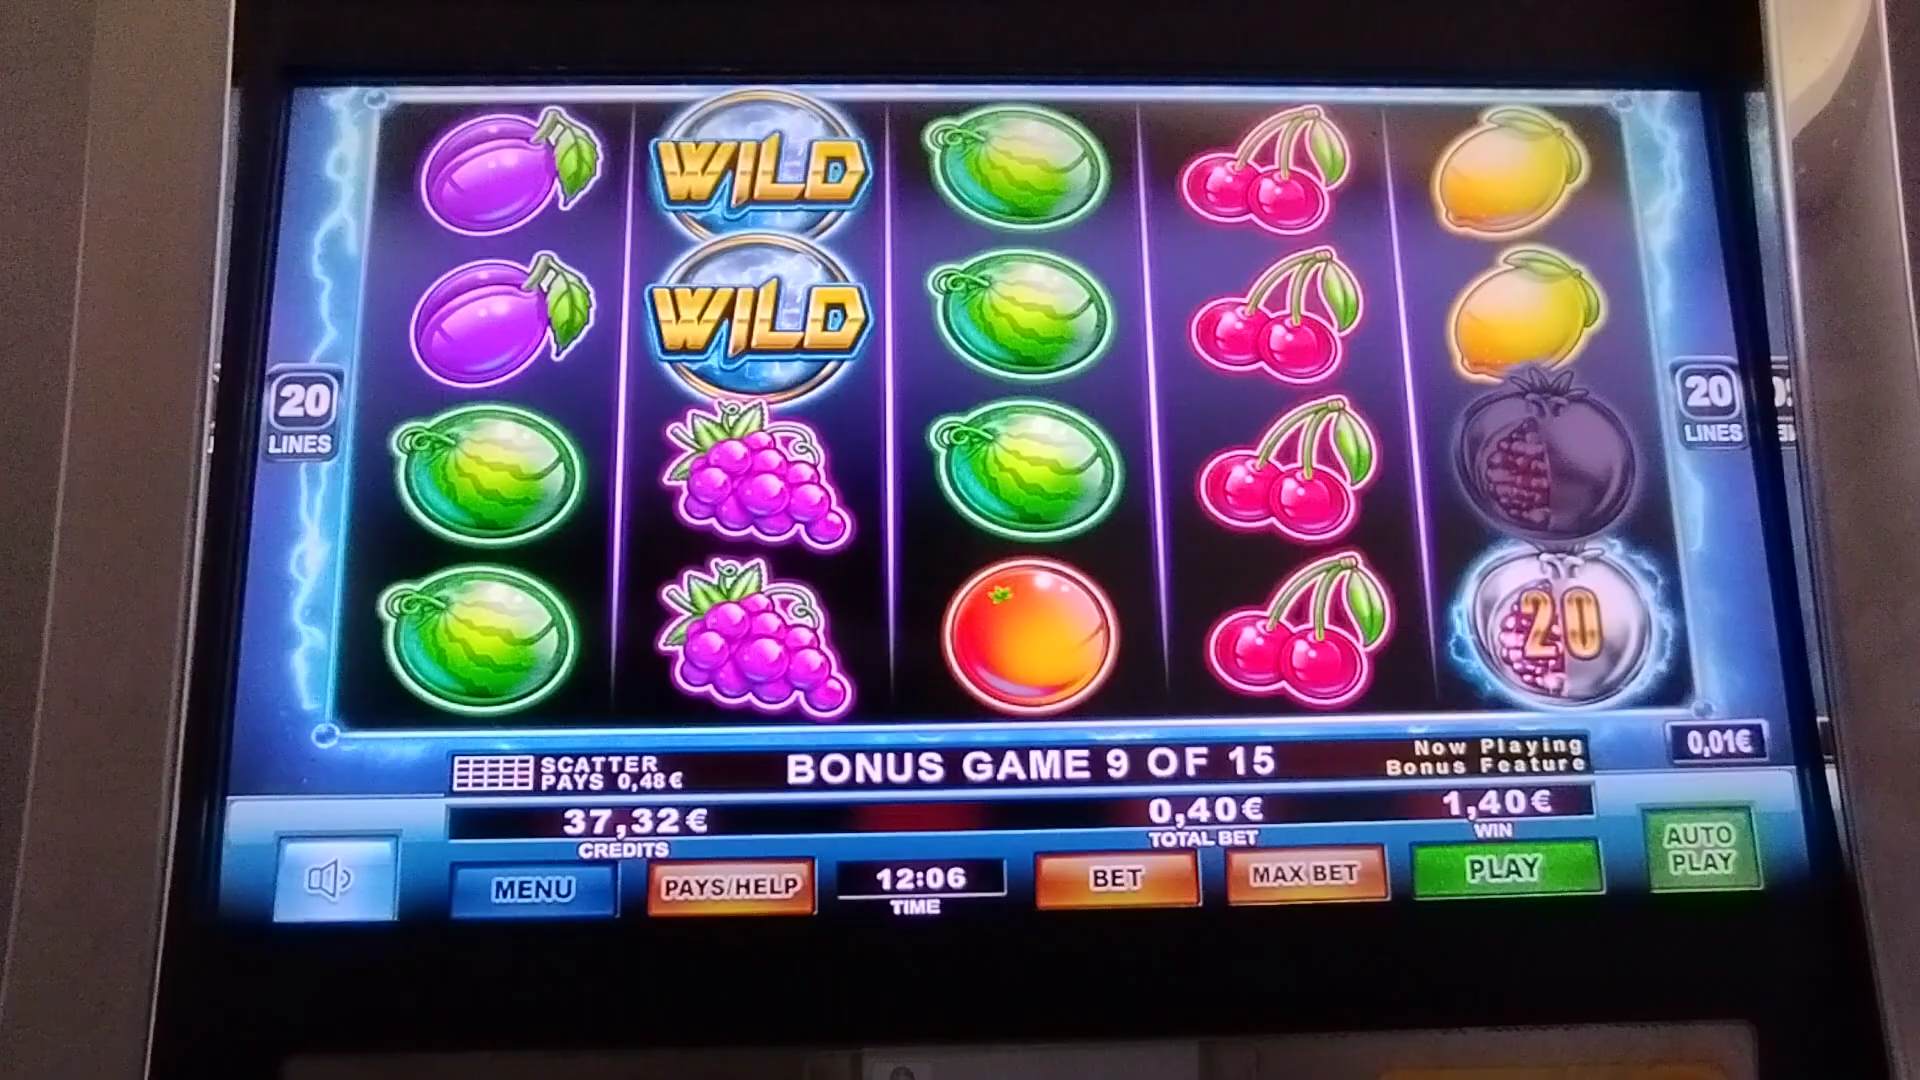 WILD
WILD
20
LINES
20
LINES
20
0,01€
SCATTER
PAYS 0,48€
BONUS GAME 9 OF 15
Now Playing
Bonus Feature
37,32€
CREDITS
0,40€
TOTAL BET
1,40€
WIN
MENU
PAYS/HELP
12:06
TIME
BET
MAX BET
PLAY
AUTO
PLAY